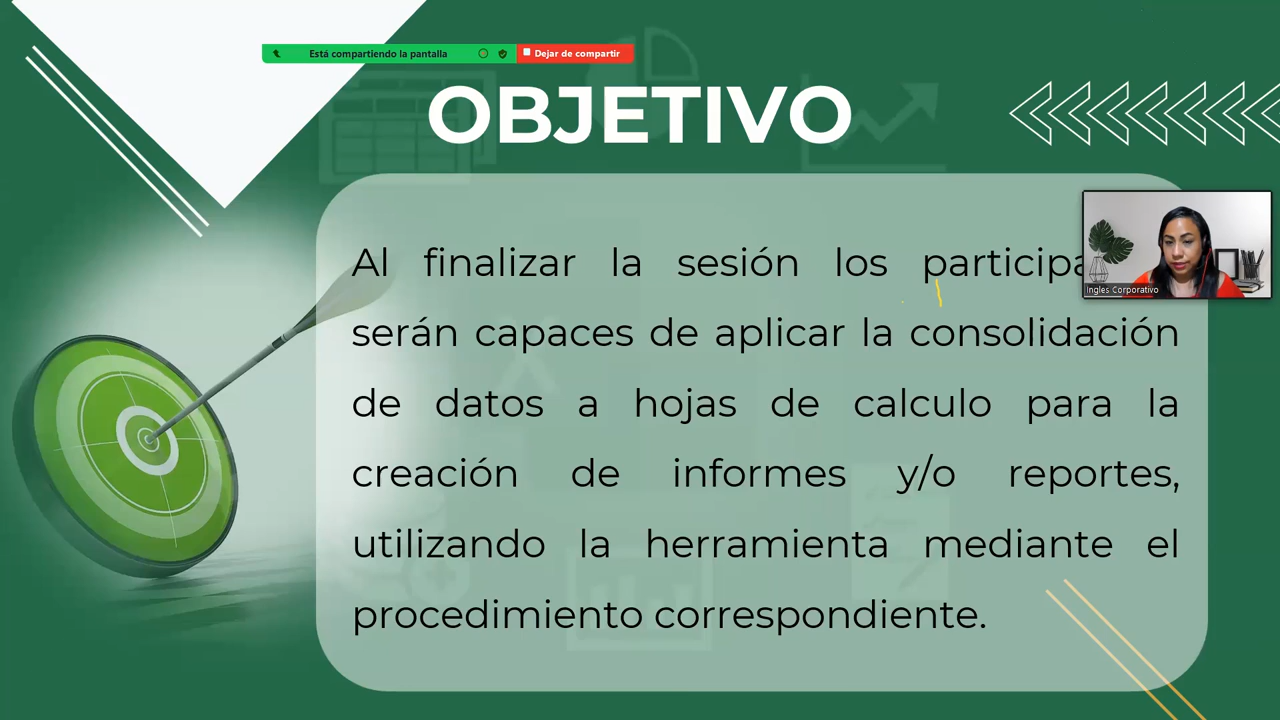 Está compartiendo la pantalla
Dejar de compartir
OBJETIVO
Al finalizar la sesión los
serán capaces de aplicar la consolidación
de datos a hojas de calculo para la
creación de informes y/o reportes,
utilizando la herramienta mediante el
procedimiento correspondiente.
Ingles Corporativo